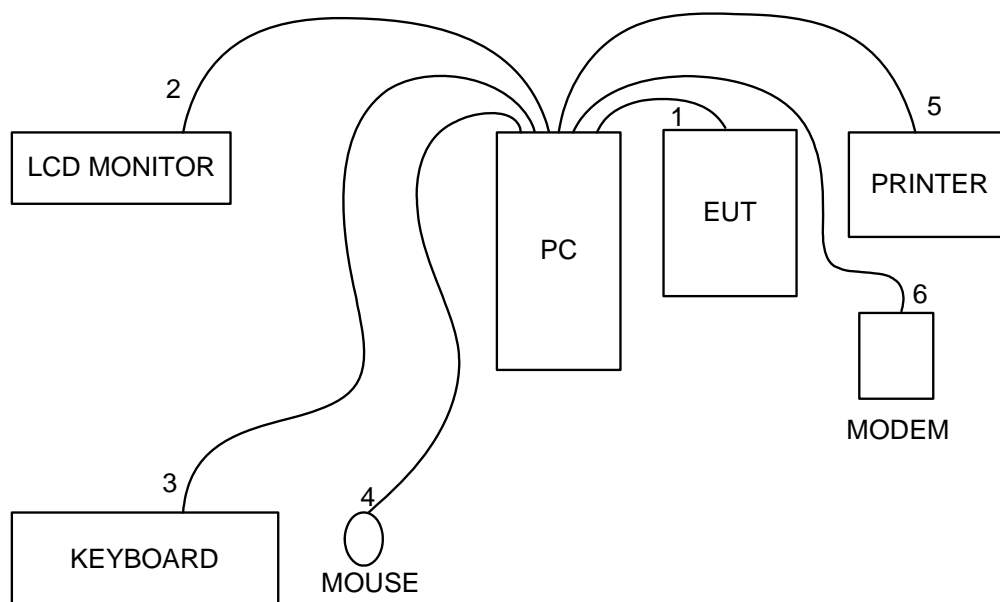 2
1
5
LCD MONITOR
PC
EUT
PRINTER
6
MODEM
3
4
KEYBOARD
MOUSE